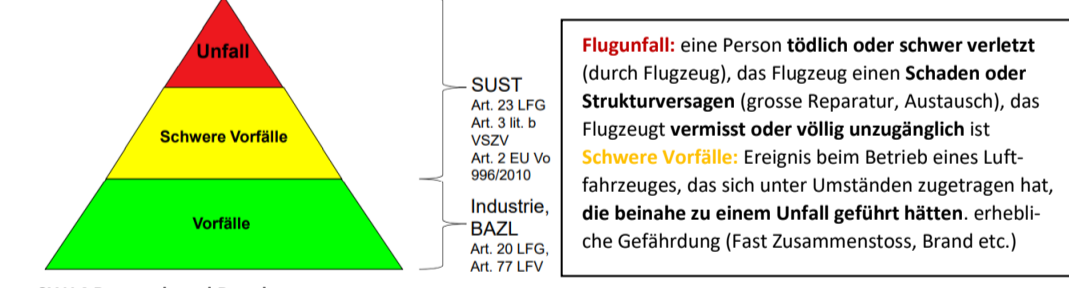 Unfall
Schwere Vorfälle
Vorfälle
SUST
Art. 23 LFG
Art. 3 lit. b
VSZV
Art. 2 EU Vo
996/2010
Industrie,
BAZL
Art. 20 LFG,
Art. 77 LFV
Flugunfall: eine Person tödlich oder schwer verletzt
(durch Flugzeug), das Flugzeug einen Schaden oder
Strukturversagen (grosse Reparatur, Austausch), das
Flugzeugt vermisst oder völlig unzugänglich ist
Schwere Vorfälle: Ereignis beim Betrieb eines Luft-
fahrzeuges, das sich unter Umständen zugetragen hat,
die beinahe zu einem Unfall geführt hätten. erhebli-
che Gefährdung (Fast Zusammenstoss, Brand etc.)